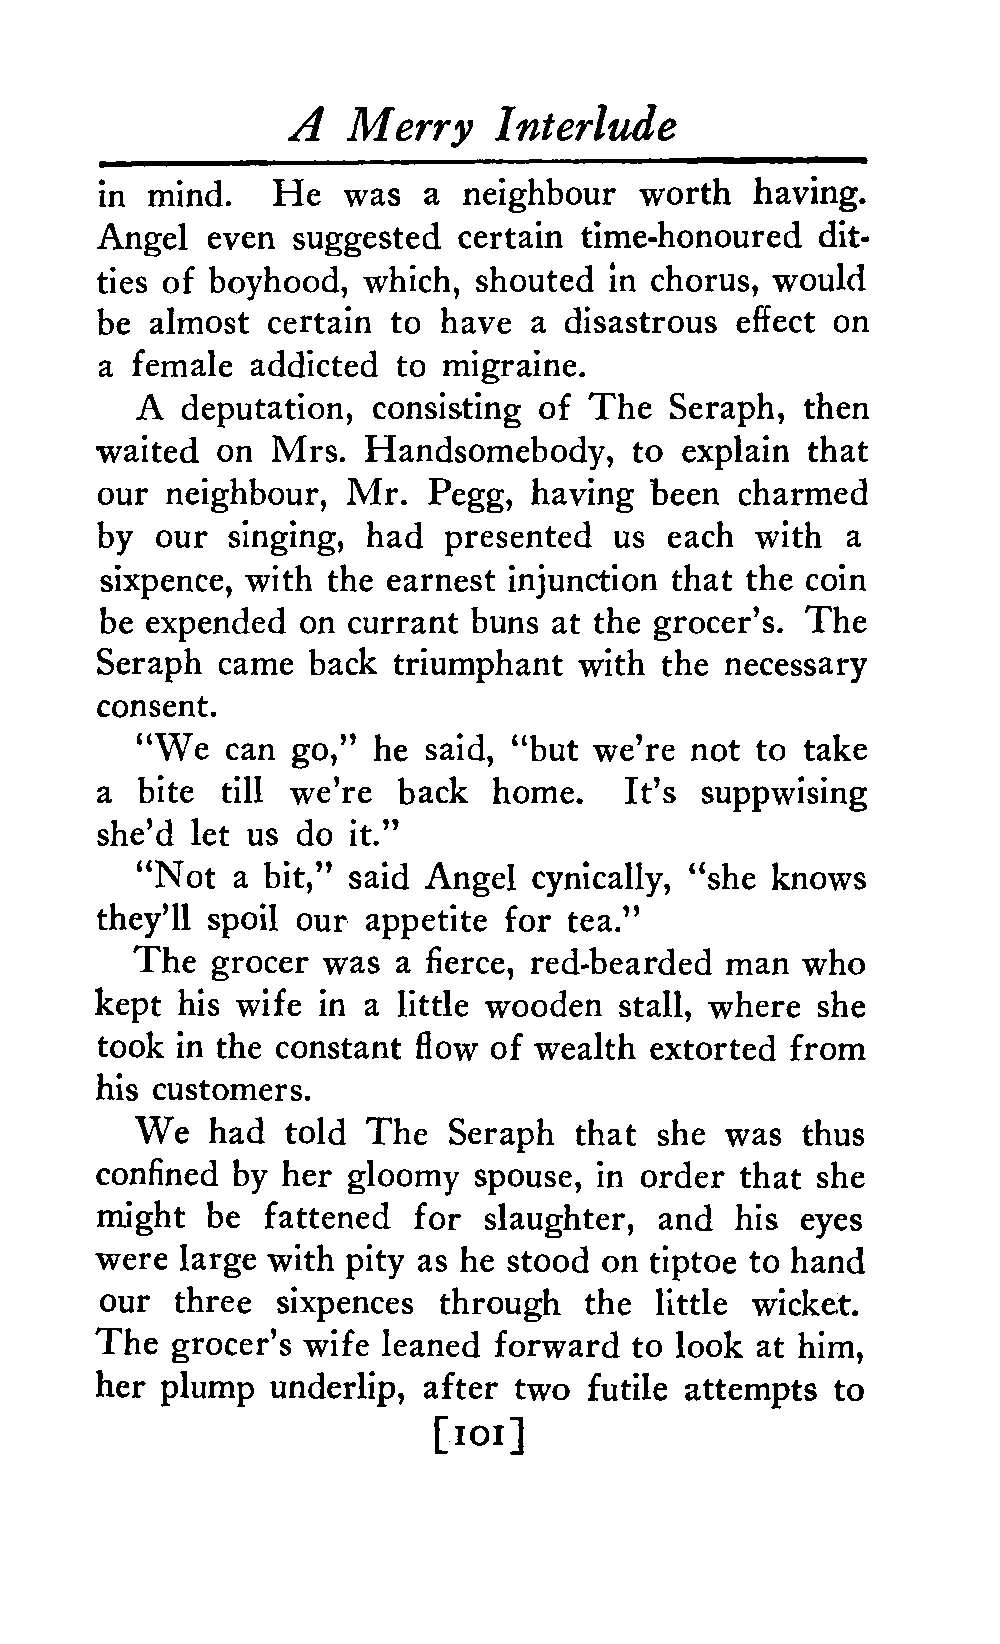 A Merry Interlude
in mind. He was a neighbour worth having.
Angel even suggested certain time-honoured dit-
ties of boyhood, which, shouted in chorus, would
be almost certain to have a disastrous effect on
a female addicted to migraine.
A deputation, consisting of The Seraph, then
waited on Mrs. Handsomebody, to explain that
our neighbour, Mr. Pegg, having been charmed
by our singing, had presented us each with a
sixpence, with the earnest injunction that the coin
be expended on currant buns at the grocer's. The
Seraph came back triumphant with the necessary
consent.
"We can go," he said, "but we're not to take
a bite till we're back home. It's suppwising
she'd let us do it."
"Not a bit," said Angel cynically, "she knows
they'll spoil our appetite for tea."
The grocer was a fierce, red-bearded man who
kept his wife in a little wooden stall, where she
took in the constant flow of wealth extorted from
his customers.
We had told The Seraph that she was thus
confined by her gloomy spouse, in order that she
might be fattened for slaughter, and his eyes
were large with pity as he stood on tiptoe to hand
our three sixpences through the little wicket.
The grocer's wife leaned forward to look at him,
her plump underlip, after two futile attempts to
[101]